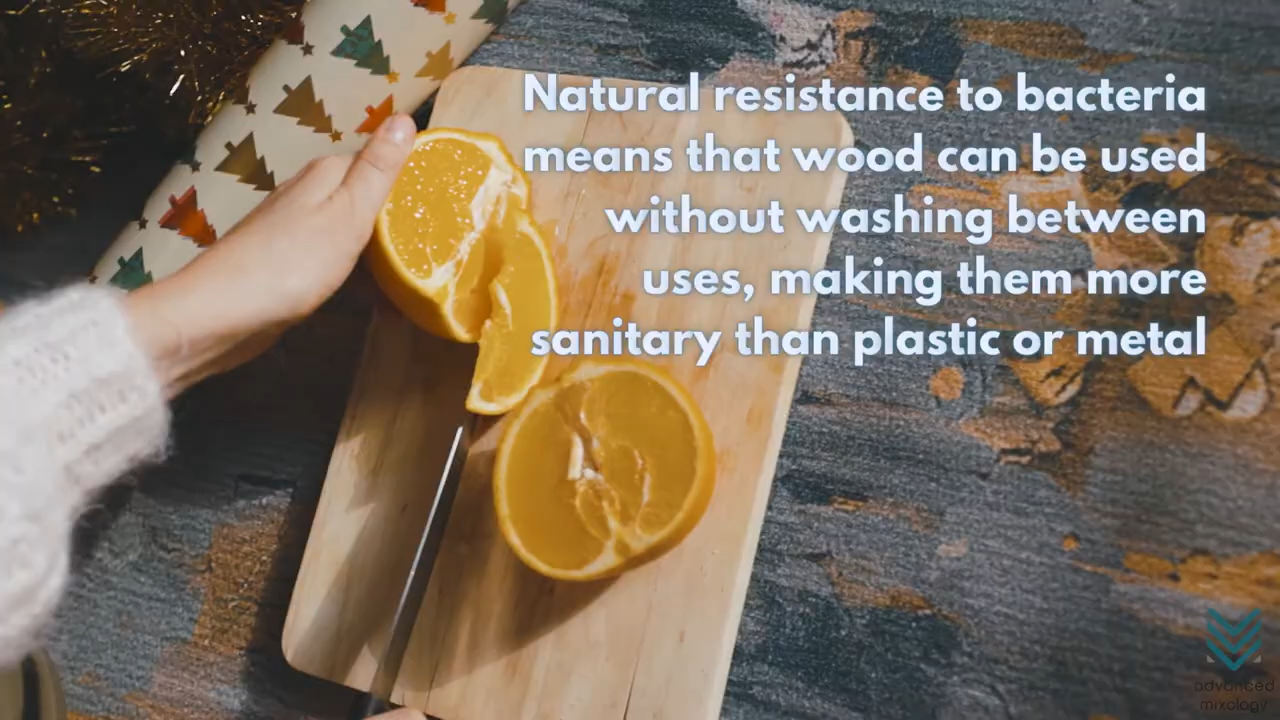 Natural resistance to bacteria
means that wood can be used
without washing between
uses, making them more
sanitary than plastic or metal
advanced
mixology